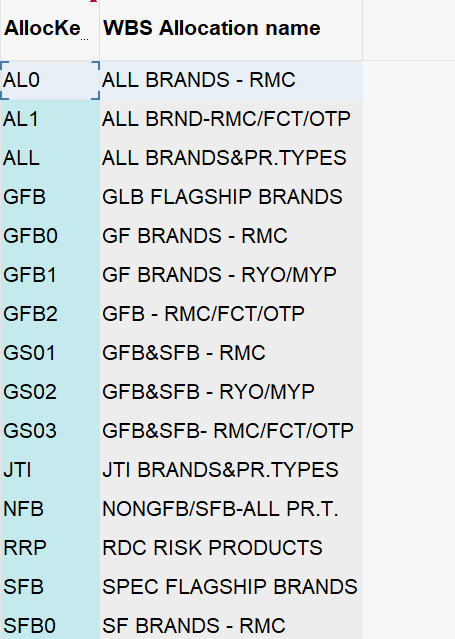 AllocKe... WBS Allocation name
AL0 ALL BRANDS - RMC
AL1 ALL BRND-RMC/FCT/OTP
ALL ALL BRANDS&PR.TYPES
GFB GLB FLAGSHIP BRANDS
GFB0 GF BRANDS - RMC
GFB1 GF BRANDS - RYO/MYP
GFB2 GFB - RMC/FCT/OTP
GS01 GFB&SFB - RMC
GS02 GFB&SFB - RYO/MYP
GS03 GFB&SFB- RMC/FCT/OTP
JTI JTI BRANDS&PR.TYPES
NFB NONGFB/SFB-ALL PR.T.
RRP RDC RISK PRODUCTS
SFB SPEC FLAGSHIP BRANDS
SFB0 SF BRANDS - RMC